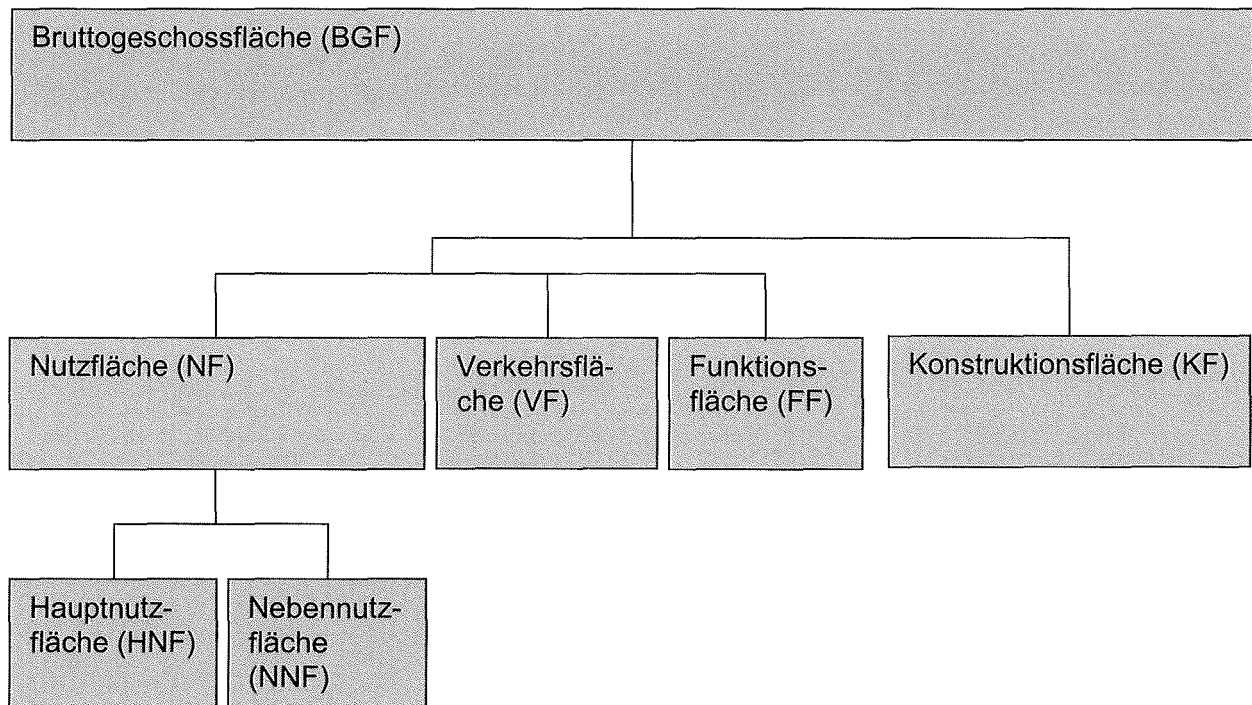 Bruttogeschossfläche (BGF)
Nutzfläche (NF)
Verkehrsflä-
che (VF)
Funktions-
fläche (FF)
Konstruktionsfläche (KF)
Hauptnutz-
fläche (HNF)
Nebennutz-
fläche
(NNF)